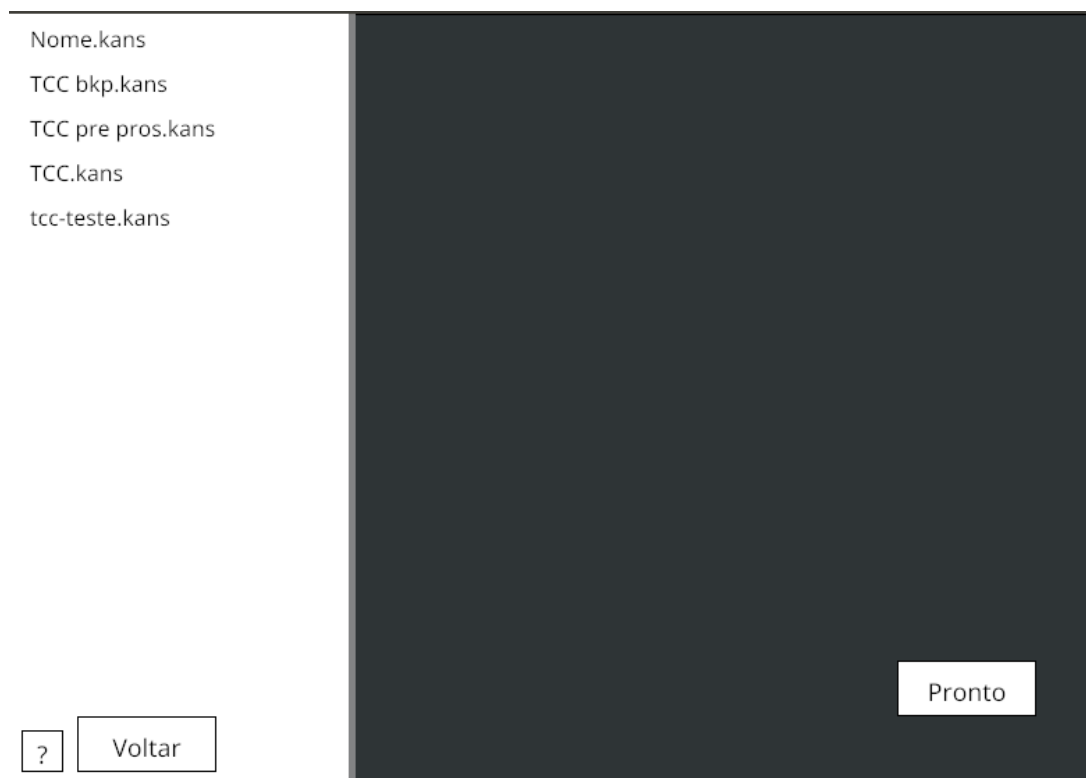 Nome.kans
TCC bkp.kans
TCC pre pros.kans
TCC.kans
tcc-teste.kans
Pronto
? Voltar